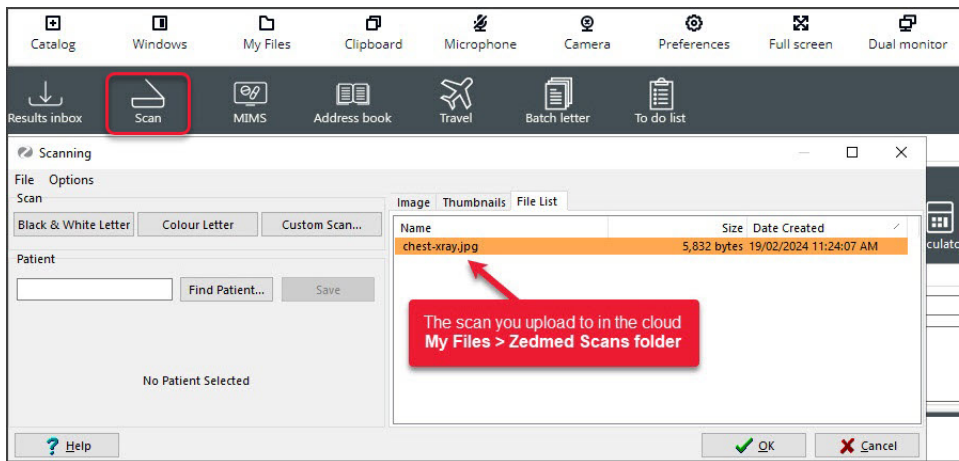 Catalog Windows My Files Clipboard Microphone Camera Preferences Full screen Dual monitor
Results inbox Scan MIMS Address book Travel Batch letter To do list
Scanning
File Options
Scan
Black & White Letter Colour Letter Custom Scan...
Patient
Find Patient... Save
No Patient Selected
Image Thumbnails File List
Name Size Date Created
chest-xray.jpg 5,832 bytes 19/02/2024 11:24:07 AM
The scan you upload to in the cloud
My Files > Zedmed Scans folder
culato
? Help OK Cancel